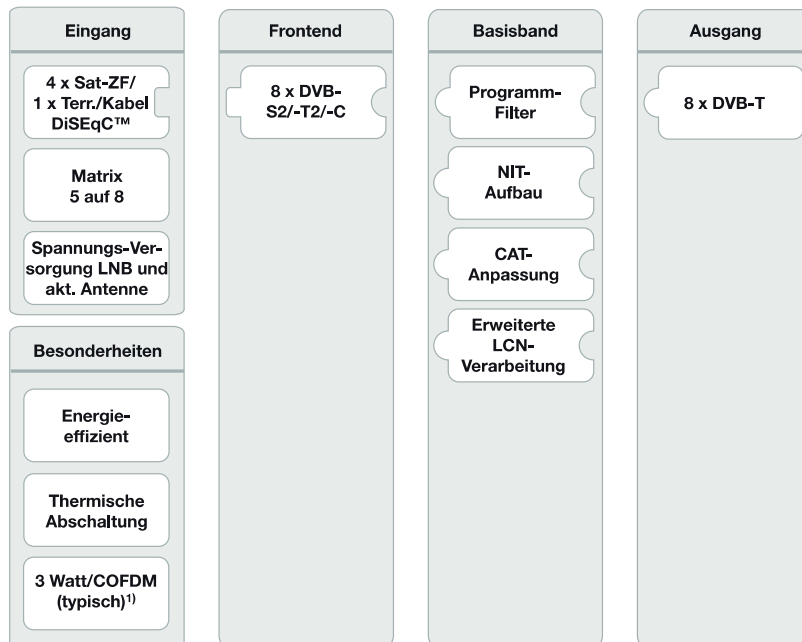 Eingang
4 x Sat-ZF/
1 x Terr./Kabel
DiSEqC™
Matrix
5 auf 8
Spannungs-Ver-
sorgung LNB und
akt. Antenne
Besonderheiten
Energie-
effizient
Thermische
Abschaltung
3 Watt/COFDM
(typisch)¹⁾
Frontend
8 x DVB-
S2/-T2/-C
Basisband
Programm-
Filter
NIT-
Aufbau
CAT-
Anpassung
Erweiterte
LCN-
Verarbeitung
Ausgang
8 x DVB-T